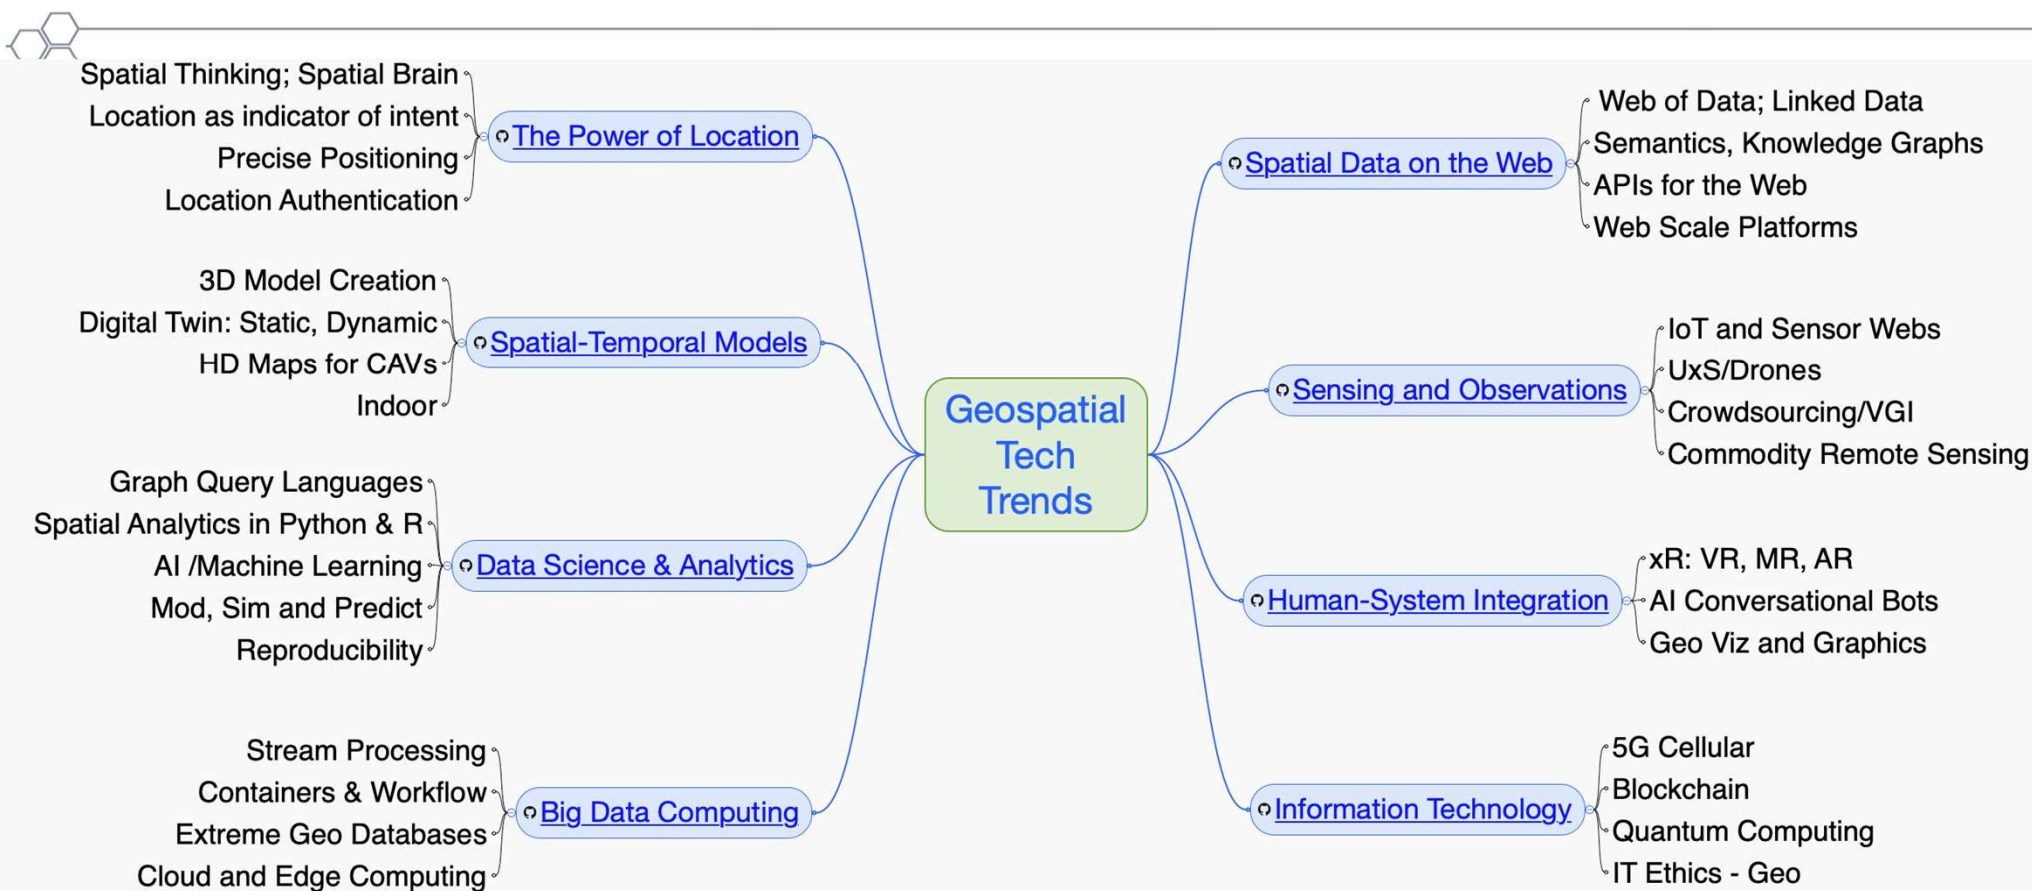 Spatial Thinking; Spatial Brain
Location as indicator of intent
Precise Positioning
Location Authentication
The Power of Location
3D Model Creation
Digital Twin: Static, Dynamic
HD Maps for CAVs
Indoor
Spatial-Temporal Models
Graph Query Languages
Spatial Analytics in Python & R
AI /Machine Learning
Mod, Sim and Predict
Reproducibility
Data Science & Analytics
Stream Processing
Containers & Workflow
Extreme Geo Databases
Cloud and Edge Computing
Big Data Computing
Geospatial
Tech
Trends
Spatial Data on the Web
Web of Data; Linked Data
Semantics, Knowledge Graphs
APIs for the Web
Web Scale Platforms
Sensing and Observations
IoT and Sensor Webs
UxS/Drones
Crowdsourcing/VGI
Commodity Remote Sensing
Human-System Integration
xR: VR, MR, AR
AI Conversational Bots
Geo Viz and Graphics
Information Technology
5G Cellular
Blockchain
Quantum Computing
IT Ethics - Geo